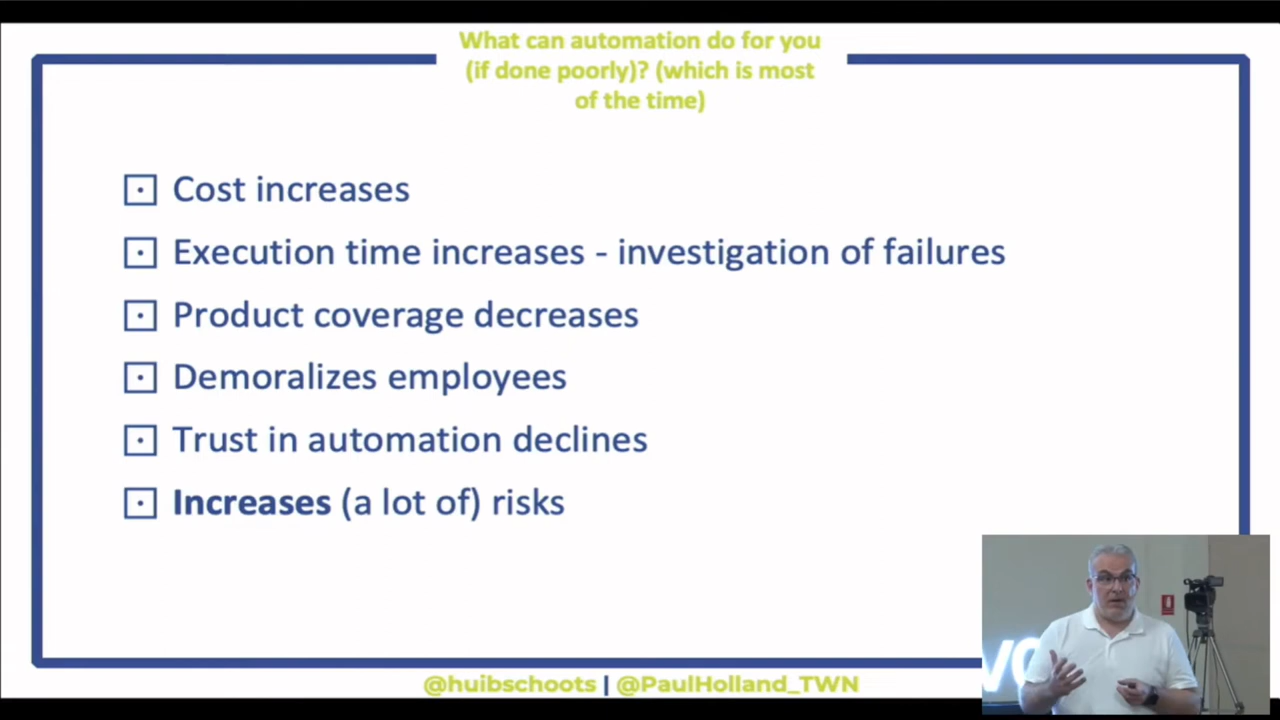 What can automation do for you
(if done poorly)? (which is most
of the time)
Cost increases
Execution time increases - investigation of failures
Product coverage decreases
Demoralizes employees
Trust in automation declines
Increases (a lot of) risks
@huibschoots | @PaulHolland_TWN